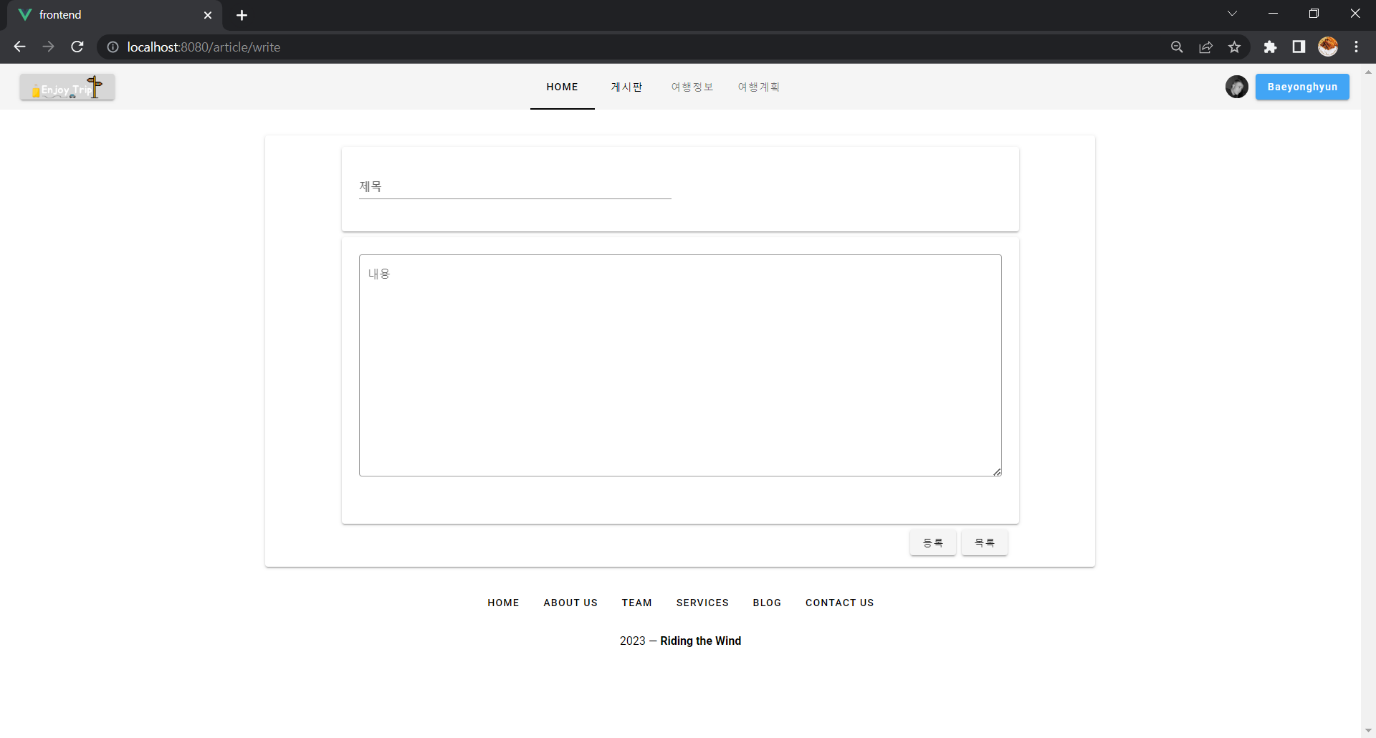 frontend
localhost:8080/article/write
Enjoy Trip
HOME 게시판 여행정보 여행계획
Baeyonghyun
제목
내용
등록 목록
HOME ABOUT US TEAM SERVICES BLOG CONTACT US
2023 — Riding the Wind